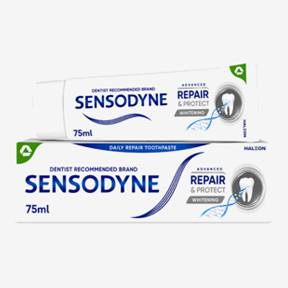 DENTIST RECOMMENDED BRAND
SENSODYNE
75ml
ADVANCED
REPAIR
& PROTECT
WHITENING
HALEON
DAILY REPAIR TOOTHPASTE
DENTIST RECOMMENDED BRAND
SENSODYNE
75ml
ADVANCED
REPAIR
& PROTECT
WHITENING
HALEON